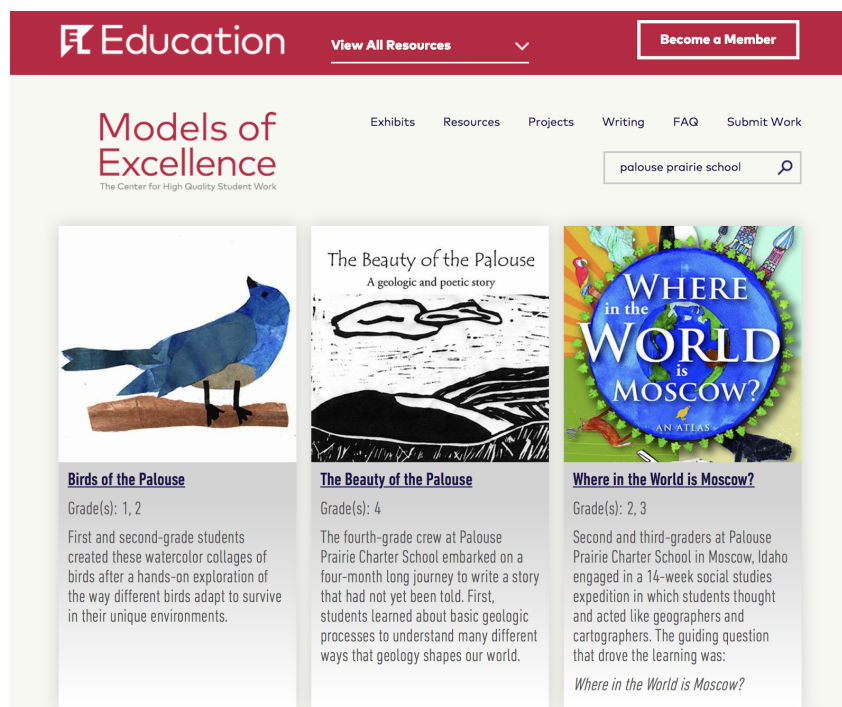 EL Education
View All Resources
Become a Member
Models of
Excellence
The Center for High Quality Student Work
Exhibits Resources Projects Writing FAQ Submit Work
palouse prairie school
The Beauty of the Palouse
A geologic and poetic story
WHERE
in the
WORLD
is
MOSCOW?
AN ATLAS
Birds of the Palouse
Grade(s): 1, 2
First and second-grade students
created these watercolor collages of
birds after a hands-on exploration of
the way different birds adapt to survive
in their unique environments.
The Beauty of the Palouse
Grade(s): 4
The fourth-grade crew at Palouse
Prairie Charter School embarked on a
four-month long journey to write a story
that had not yet been told. First,
students learned about basic geologic
processes to understand many different
ways that geology shapes our world.
Where in the World is Moscow?
Grade(s): 2, 3
Second and third-graders at Palouse
Prairie Charter School in Moscow, Idaho
engaged in a 14-week social studies
expedition in which students thought
and acted like geographers and
cartographers. The guiding question
that drove the learning was:
Where in the World is Moscow?